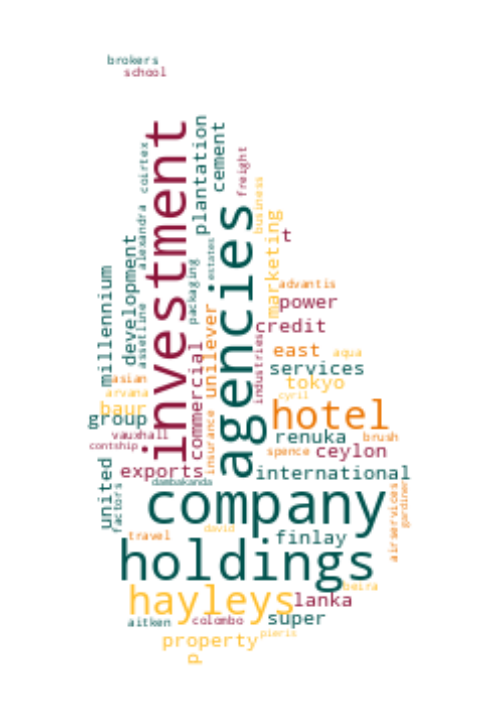 brokers
school
investment
agencies
plantation
cement
coirtex
freight
business
alexandra
development
millennium
estates
packaging
marketing
t
advantis
power
assetline
insurance
unilever
credit
industries
commercial
east
aqua
services
asian
tokyo
arvana
cyril
baur
hotel
group
renuka
brush
vauxhall
contship
spence
ceylon
exports
international
dambakanda
united
factors
company
airservices
gardiner
david
travel
finlay
holdings
beira
hayleys
lanka
aitken
colombo
super
pieris
property
p